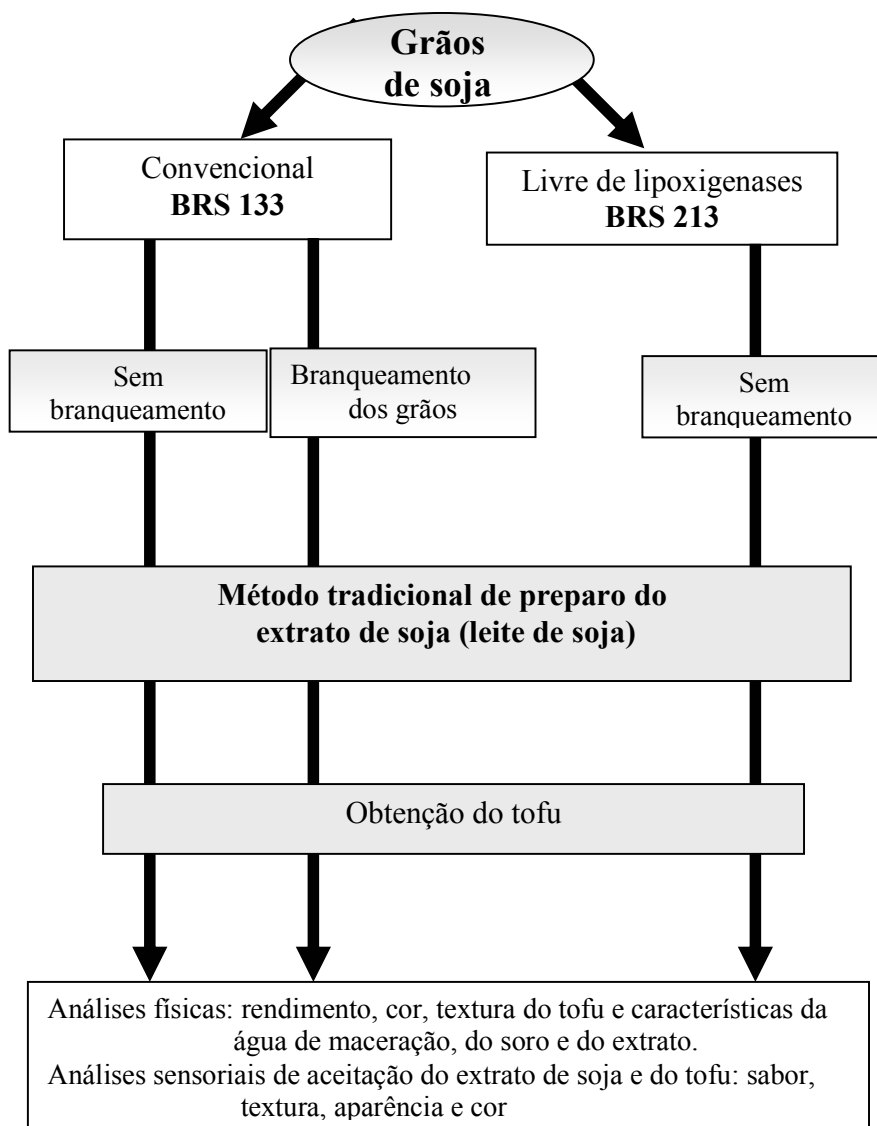 Grãos
de soja
Convencional
BRS 133
Livre de lipoxigenases
BRS 213
Sem
branqueamento
Branqueamento
dos grãos
Sem
branqueamento
Método tradicional de preparo do
extrato de soja (leite de soja)
Obtenção do tofu
Análises físicas: rendimento, cor, textura do tofu e características da
água de maceração, do soro e do extrato.
Análises sensoriais de aceitação do extrato de soja e do tofu: sabor,
textura, aparência e cor